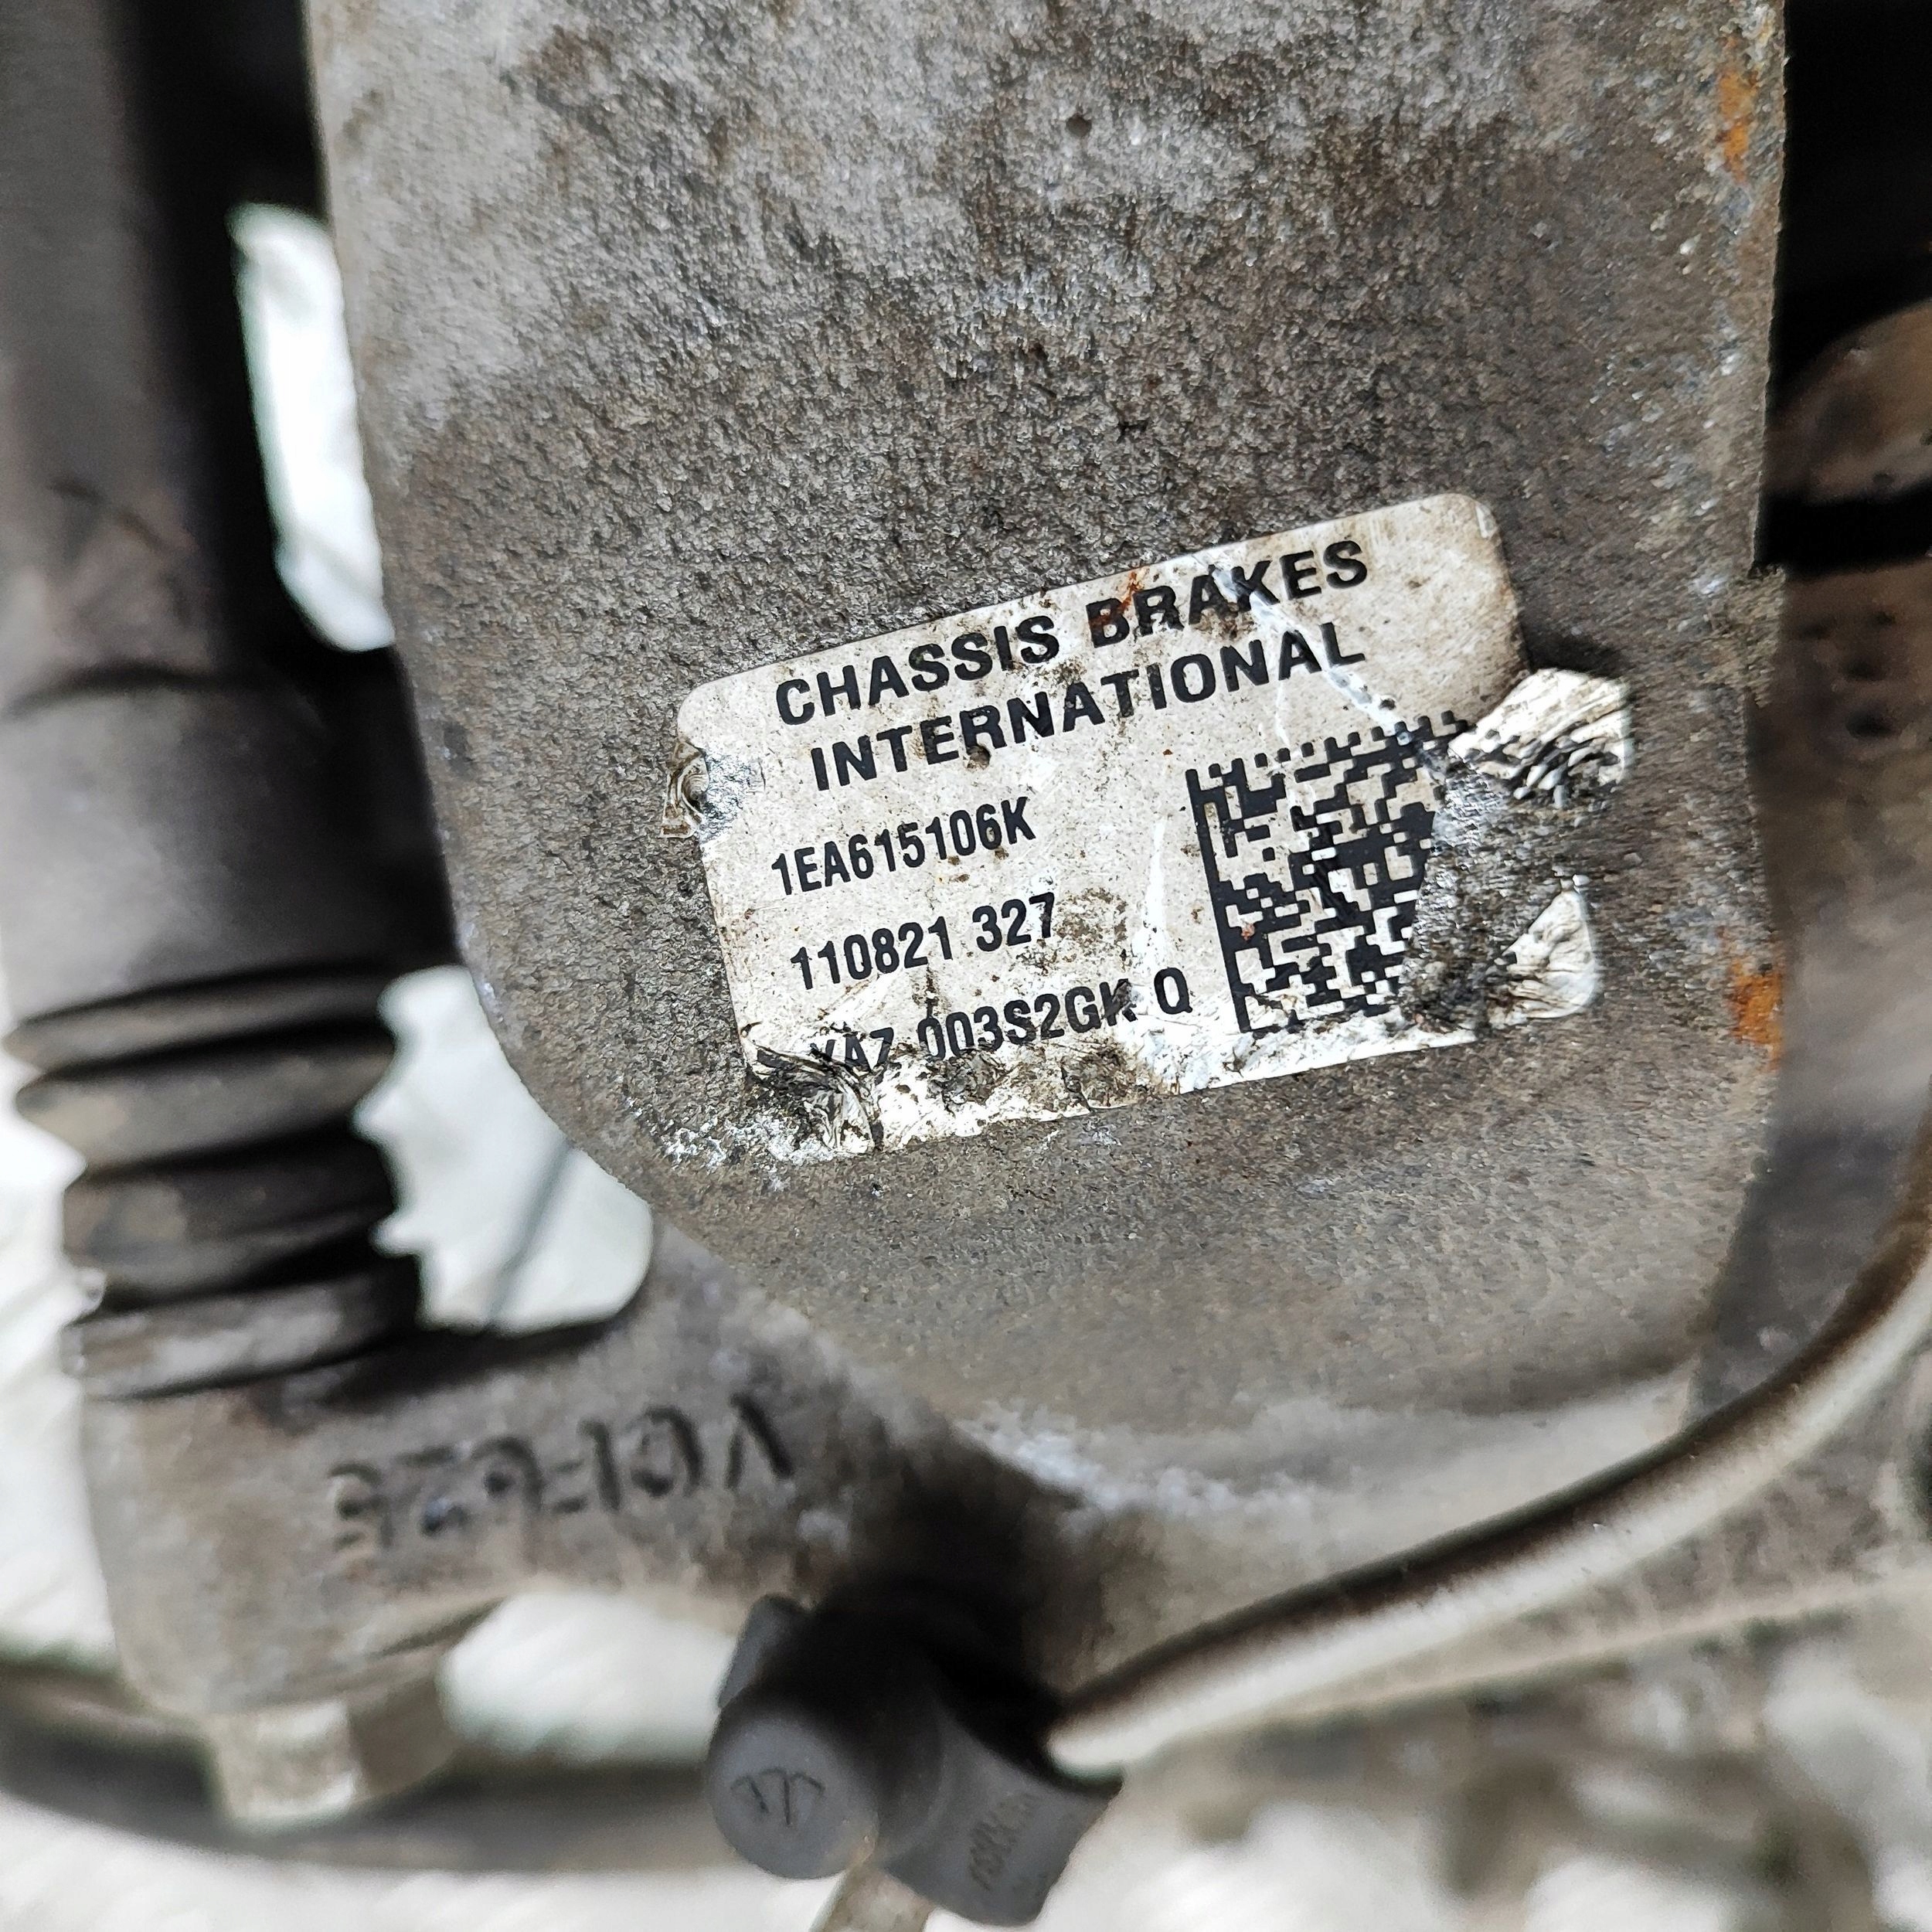 CHASSIS BRAKES
INTERNATIONAL
1EA615106K
110821 327
003S2GK Q